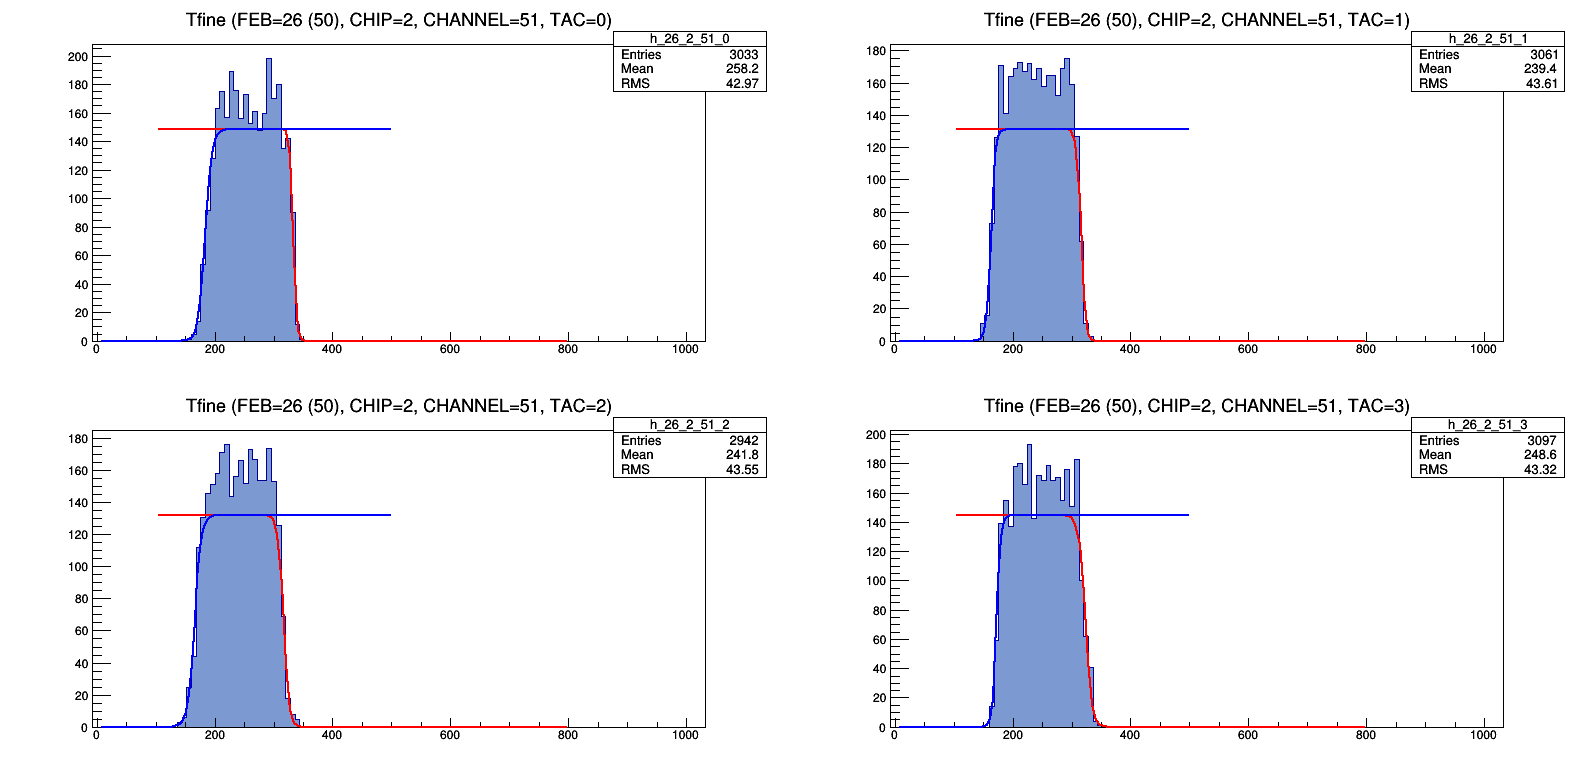 Tfine (FEB=26 (50), CHIP=2, CHANNEL=51, TAC=0)
h_26_2_51_0
Entries 3033
Mean 258.2
RMS 42.97
200
180
160
140
120
100
80
60
40
20
0
0 200 400 600 800 1000
Tfine (FEB=26 (50), CHIP=2, CHANNEL=51, TAC=1)
h_26_2_51_1
Entries 3061
Mean 239.4
RMS 43.61
180
160
140
120
100
80
60
40
20
0
0 200 400 600 800 1000
Tfine (FEB=26 (50), CHIP=2, CHANNEL=51, TAC=2)
h_26_2_51_2
Entries 2942
Mean 241.8
RMS 43.55
180
160
140
120
100
80
60
40
20
0
0 200 400 600 800 1000
Tfine (FEB=26 (50), CHIP=2, CHANNEL=51, TAC=3)
h_26_2_51_3
Entries 3097
Mean 248.6
RMS 43.32
200
180
160
140
120
100
80
60
40
20
0
0 200 400 600 800 1000